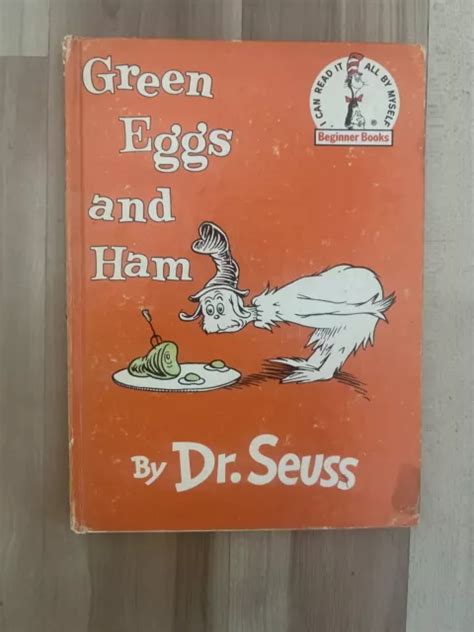 Green
Eggs
and
Ham
I CAN READ IT ALL BY MYSELF
®
Beginner Books
By Dr. Seuss